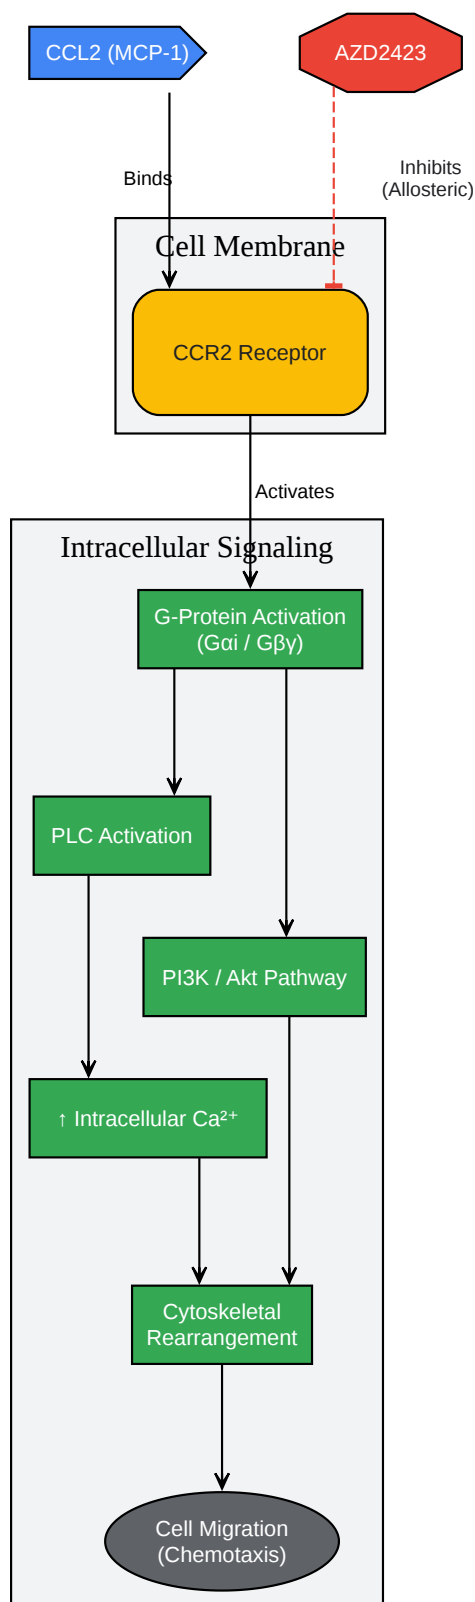 CCL2 (MCP-1)
AZD2423
Binds
Inhibits
(Allosteric)
Cell Membrane
CCR2 Receptor
Activates
Intracellular Signaling
G-Protein Activation
(Gαi / Gβγ)
PLC Activation
PI3K / Akt Pathway
↑ Intracellular Ca²⁺
Cytoskeletal
Rearrangement
Cell Migration
(Chemotaxis)